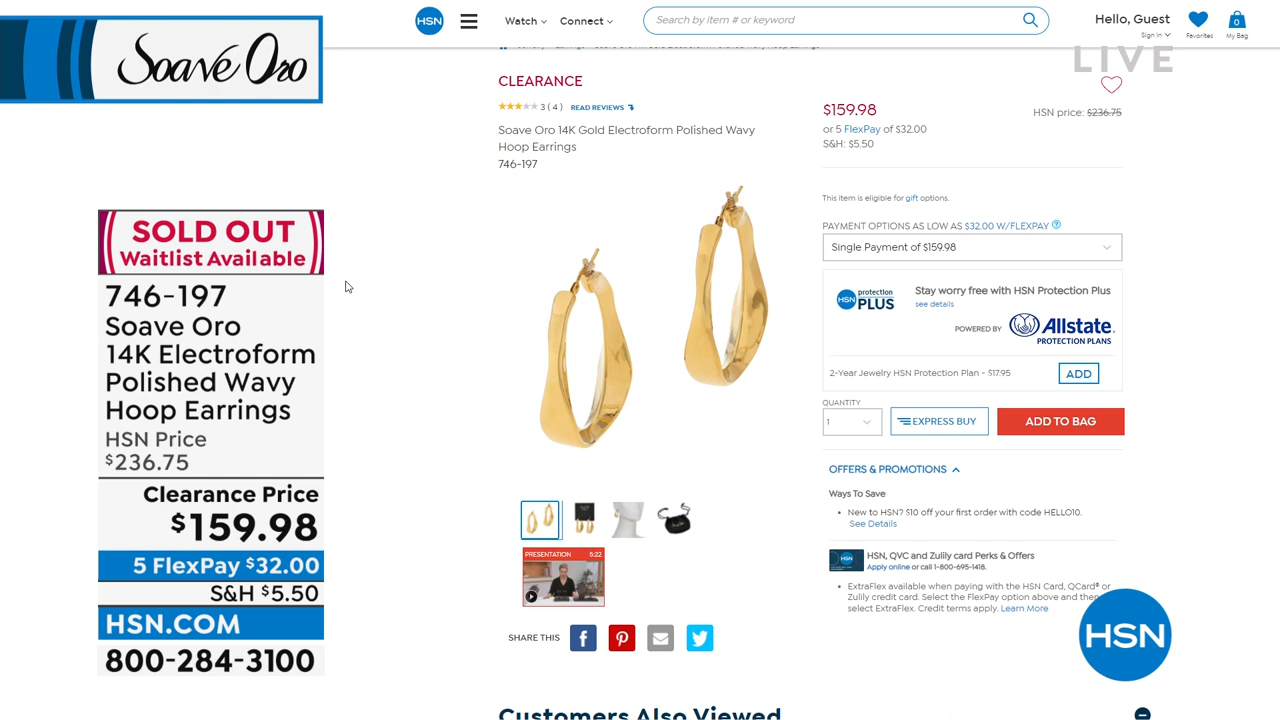 Soave Oro
HSN
Watch
Connect
Search by item # or keyword
Hello, Guest
Sign in
Favorites
0
My Bag
LIVE
CLEARANCE
3 ( 4 ) READ REVIEWS
Soave Oro 14K Gold Electroform Polished Wavy
Hoop Earrings
746-197
$159.98
HSN price: $236.75
or 5 FlexPay of $32.00
S&H: $5.50
This item is eligible for gift options.
PAYMENT OPTIONS AS LOW AS $32.00 W/FLEXPAY
Single Payment of $159.98
HSN protection PLUS
Stay worry free with HSN Protection Plus
see details
POWERED BY Allstate.
PROTECTION PLANS
2-Year Jewelry HSN Protection Plan - $17.95
ADD
QUANTITY
1
EXPRESS BUY
ADD TO BAG
OFFERS & PROMOTIONS
Ways To Save
• New to HSN? $10 off your first order with code HELLO10.
See Details
HSN, QVC and Zulily card Perks & Offers
Apply online or call 1-800-695-1418.
• ExtraFlex available when paying with the HSN Card, QCard® or
Zulily credit card. Select the FlexPay option above and then
select ExtraFlex. Credit terms apply. Learn More
PRESENTATION 5:22
SHARE THIS
Customers Also Viewed
SOLD OUT
Waitlist Available
746-197
Soave Oro
14K Electroform
Polished Wavy
Hoop Earrings
HSN Price
$236.75
Clearance Price
$159.98
5 FlexPay $32.00
S&H $5.50
HSN.COM
800-284-3100
HSN